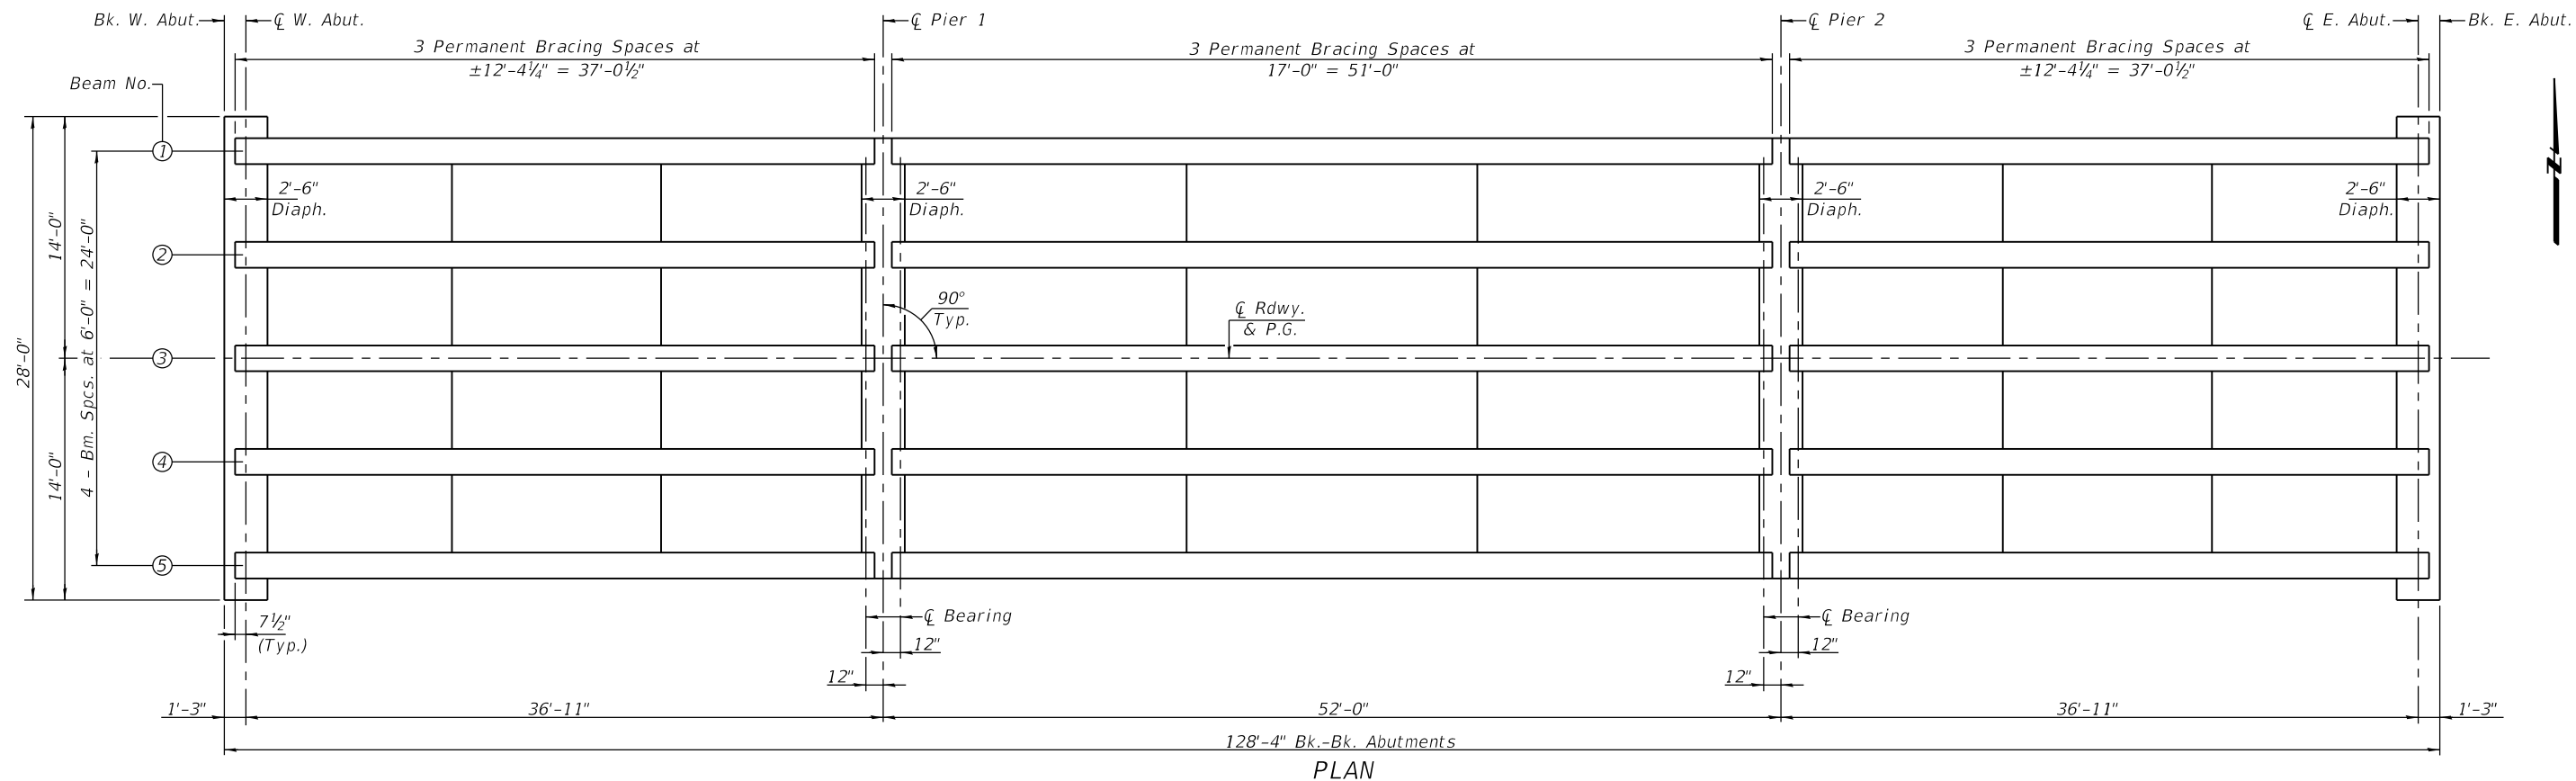 Bk. W. Abut.
℄ W. Abut.
℄ Pier 1
℄ Pier 2
℄ E. Abut.
Bk. E. Abut.
3 Permanent Bracing Spaces at
±12'-4¼" = 37'-0½"
3 Permanent Bracing Spaces at
17'-0" = 51'-0"
3 Permanent Bracing Spaces at
±12'-4¼" = 37'-0½"
Beam No.
1
2
3
4
5
N
2'-6"
Diaph.
2'-6"
Diaph.
2'-6"
Diaph.
2'-6"
Diaph.
28'-0"
14'-0"
14'-0"
4 - Bm. Spcs. at 6'-0" = 24'-0"
90°
Typ.
℄ Rdwy.
& P.G.
7½"
(Typ.)
℄ Bearing
12"
12"
℄ Bearing
12"
12"
1'-3"
36'-11"
52'-0"
36'-11"
1'-3"
128'-4" Bk.-Bk. Abutments
PLAN